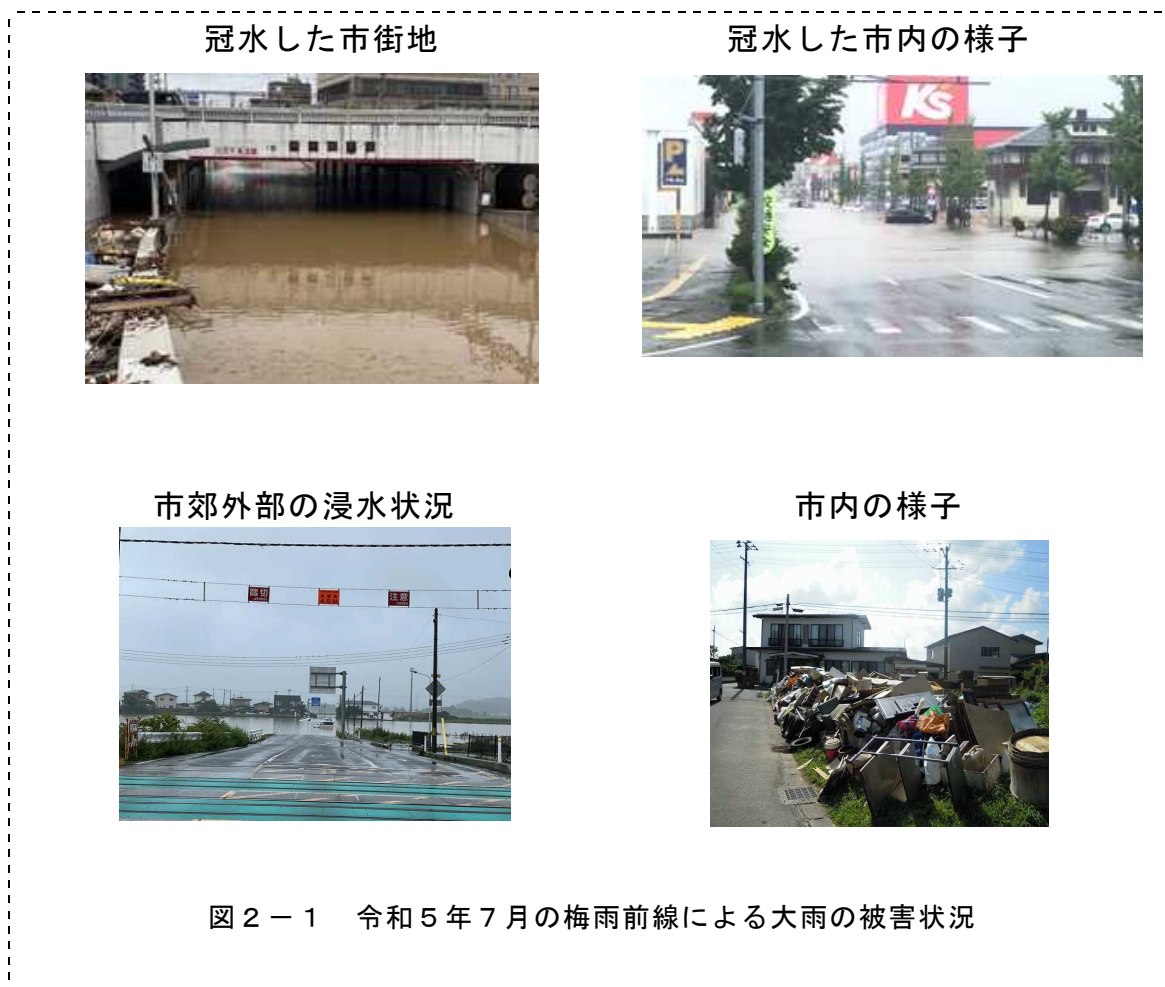 冠水した市街地
冠水した市内の様子
K's
P
市郊外部の浸水状況
市内の様子
踏切
注意
図２－１　令和５年７月の梅雨前線による大雨の被害状況